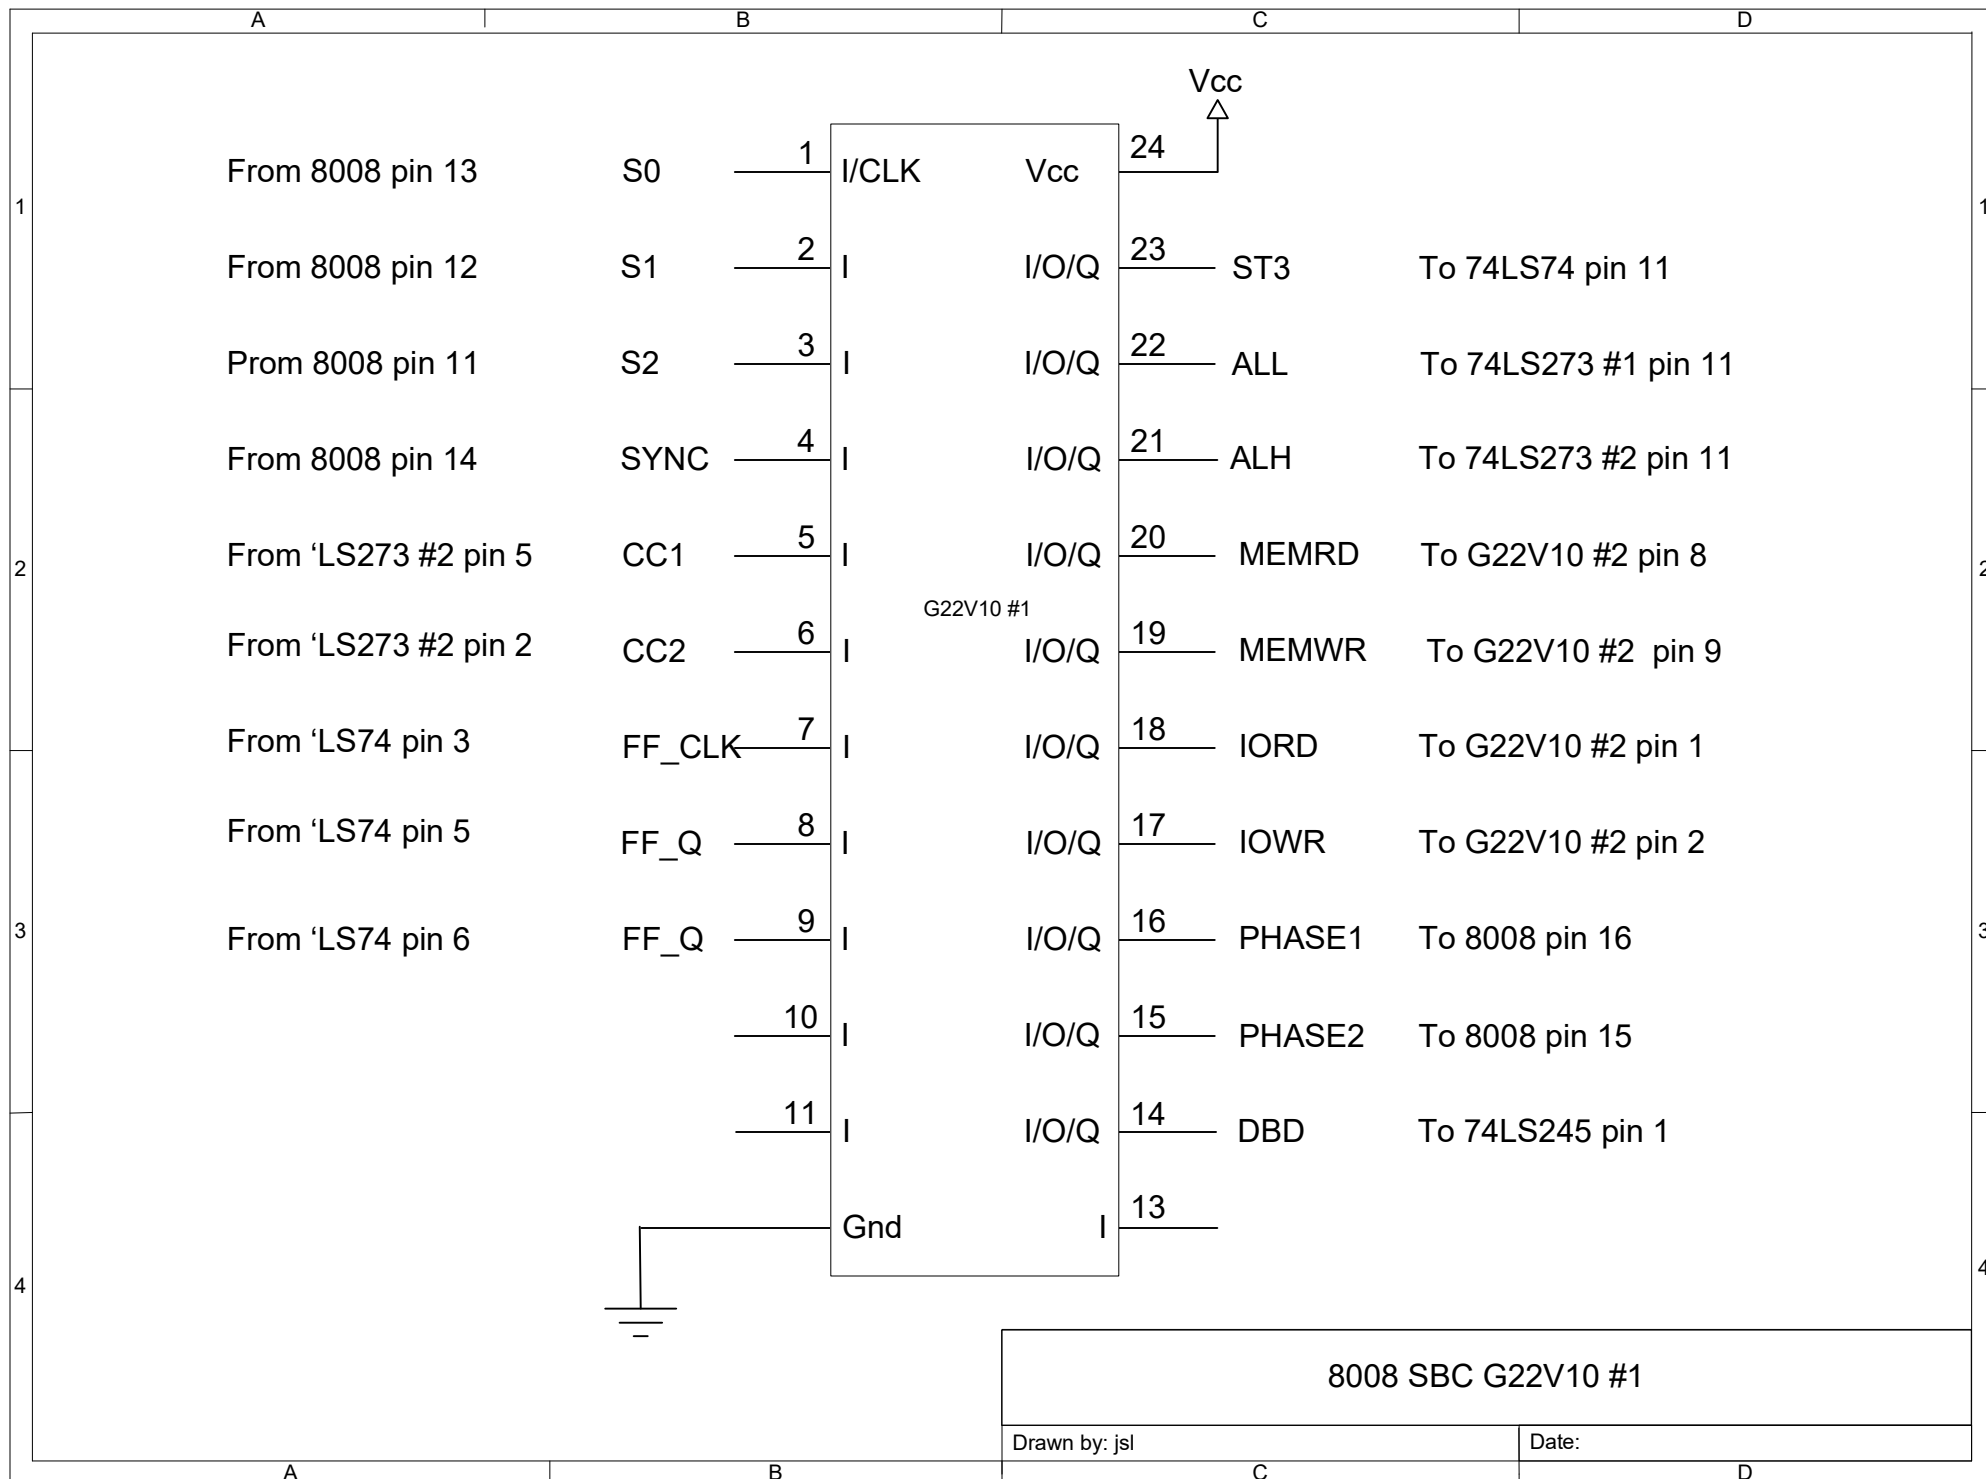 A B C D
Vcc
From 8008 pin 13 S0 1 I/CLK Vcc 24
1 1
From 8008 pin 12 S1 2 I I/O/Q 23 ST3 To 74LS74 pin 11
Prom 8008 pin 11 S2 3 I I/O/Q 22 ALL To 74LS273 #1 pin 11
From 8008 pin 14 SYNC 4 I I/O/Q 21 ALH To 74LS273 #2 pin 11
From ‘LS273 #2 pin 5 CC1 5 I I/O/Q 20 MEMRD To G22V10 #2 pin 8
2 2
G22V10 #1
From ‘LS273 #2 pin 2 CC2 6 I I/O/Q 19 MEMWR To G22V10 #2 pin 9
From ‘LS74 pin 3 FF_CLK 7 I I/O/Q 18 IORD To G22V10 #2 pin 1
From ‘LS74 pin 5 FF_Q 8 I I/O/Q 17 IOWR To G22V10 #2 pin 2
3 From ‘LS74 pin 6 FF_Q 9 I I/O/Q 16 PHASE1 To 8008 pin 16 3
10 I I/O/Q 15 PHASE2 To 8008 pin 15
11 I I/O/Q 14 DBD To 74LS245 pin 1
Gnd I 13
4 4
8008 SBC G22V10 #1
Drawn by: jsl Date:
A B C D